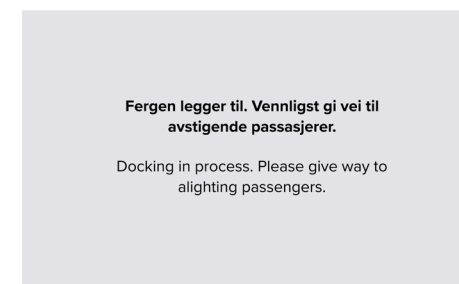 Fergen legger til. Vennligst gi vei til
avstigende passasjerer.
Docking in process. Please give way to
alighting passengers.